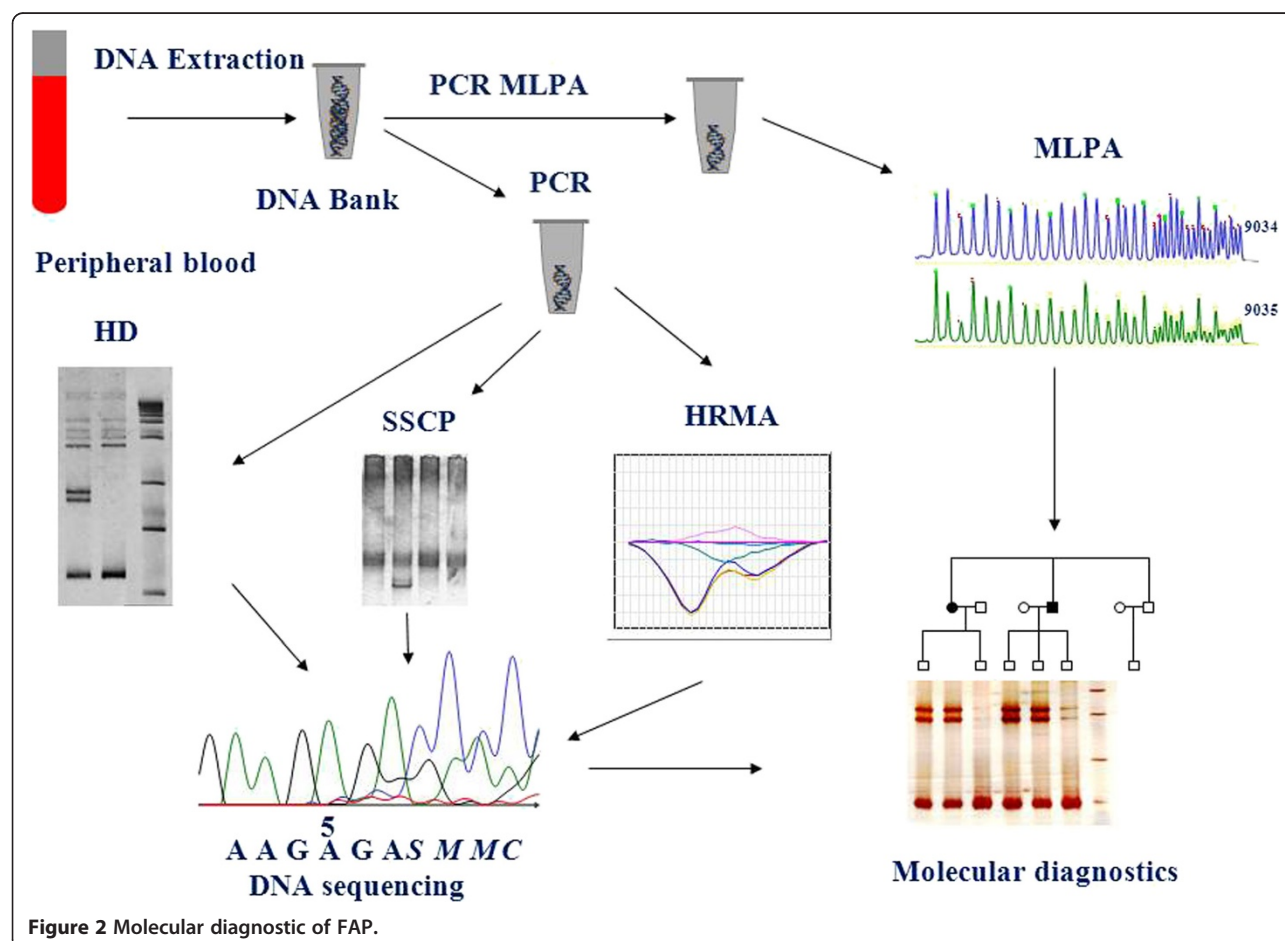 DNA Extraction
PCR MLPA
MLPA
DNA Bank
PCR
9034
Peripheral blood
9035
HD
SSCP
HRMA
5
A A G A G A S M M C
DNA sequencing
Molecular diagnostics
Figure 2 Molecular diagnostic of FAP.